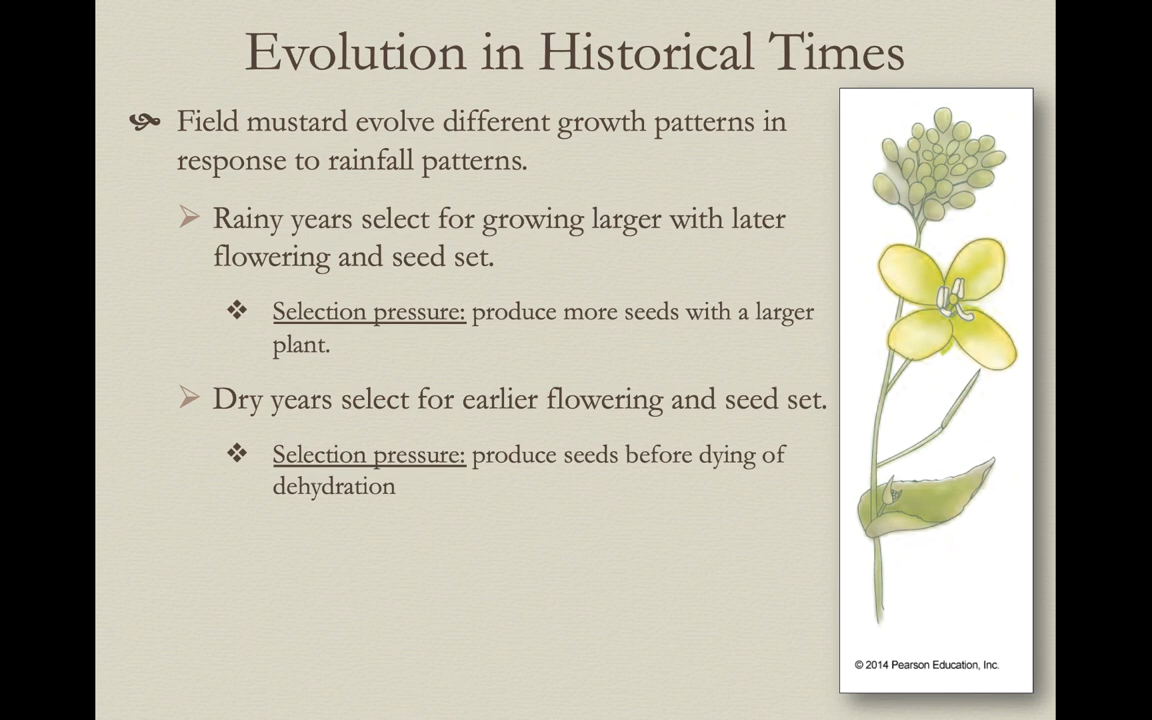 Evolution in Historical Times
Field mustard evolve different growth patterns in
response to rainfall patterns.
Rainy years select for growing larger with later
flowering and seed set.
Selection pressure: produce more seeds with a larger
plant.
Dry years select for earlier flowering and seed set.
Selection pressure: produce seeds before dying of
dehydration
© 2014 Pearson Education, Inc.